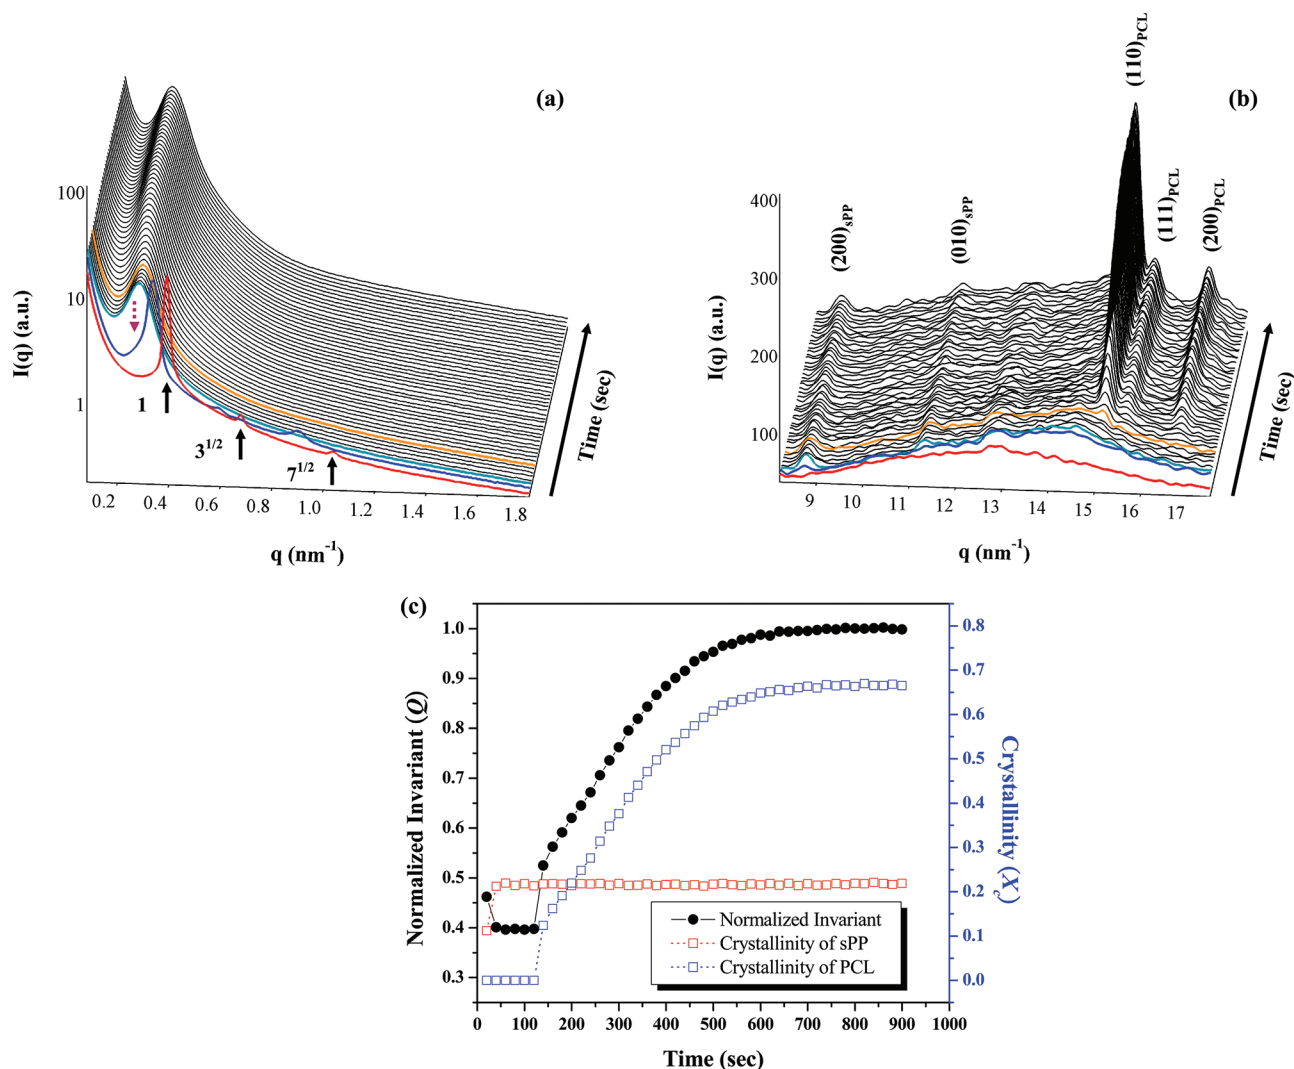 (a)
100
10
1
I(q) (a.u.)
1
3^{1/2}
7^{1/2}
0.2 0.4 0.6 0.8 1.0 1.2 1.4 1.6 1.8
q (nm^{-1})
Time (sec)
(b)
400
300
200
100
I(q) (a.u.)
(200)_{sPP}
(010)_{sPP}
(110)_{PCL}
(111)_{PCL}
(200)_{PCL}
9 10 11 12 13 14 15 16 17
q (nm^{-1})
Time (sec)
(c)
1.0
0.9
0.8
0.7
0.6
0.5
0.4
0.3
Normalized Invariant (Q)
0.8
0.7
0.6
0.5
0.4
0.3
0.2
0.1
0.0
Crystallinity (X_c)
Normalized Invariant
Crystallinity of sPP
Crystallinity of PCL
0 100 200 300 400 500 600 700 800 900 1000
Time (sec)